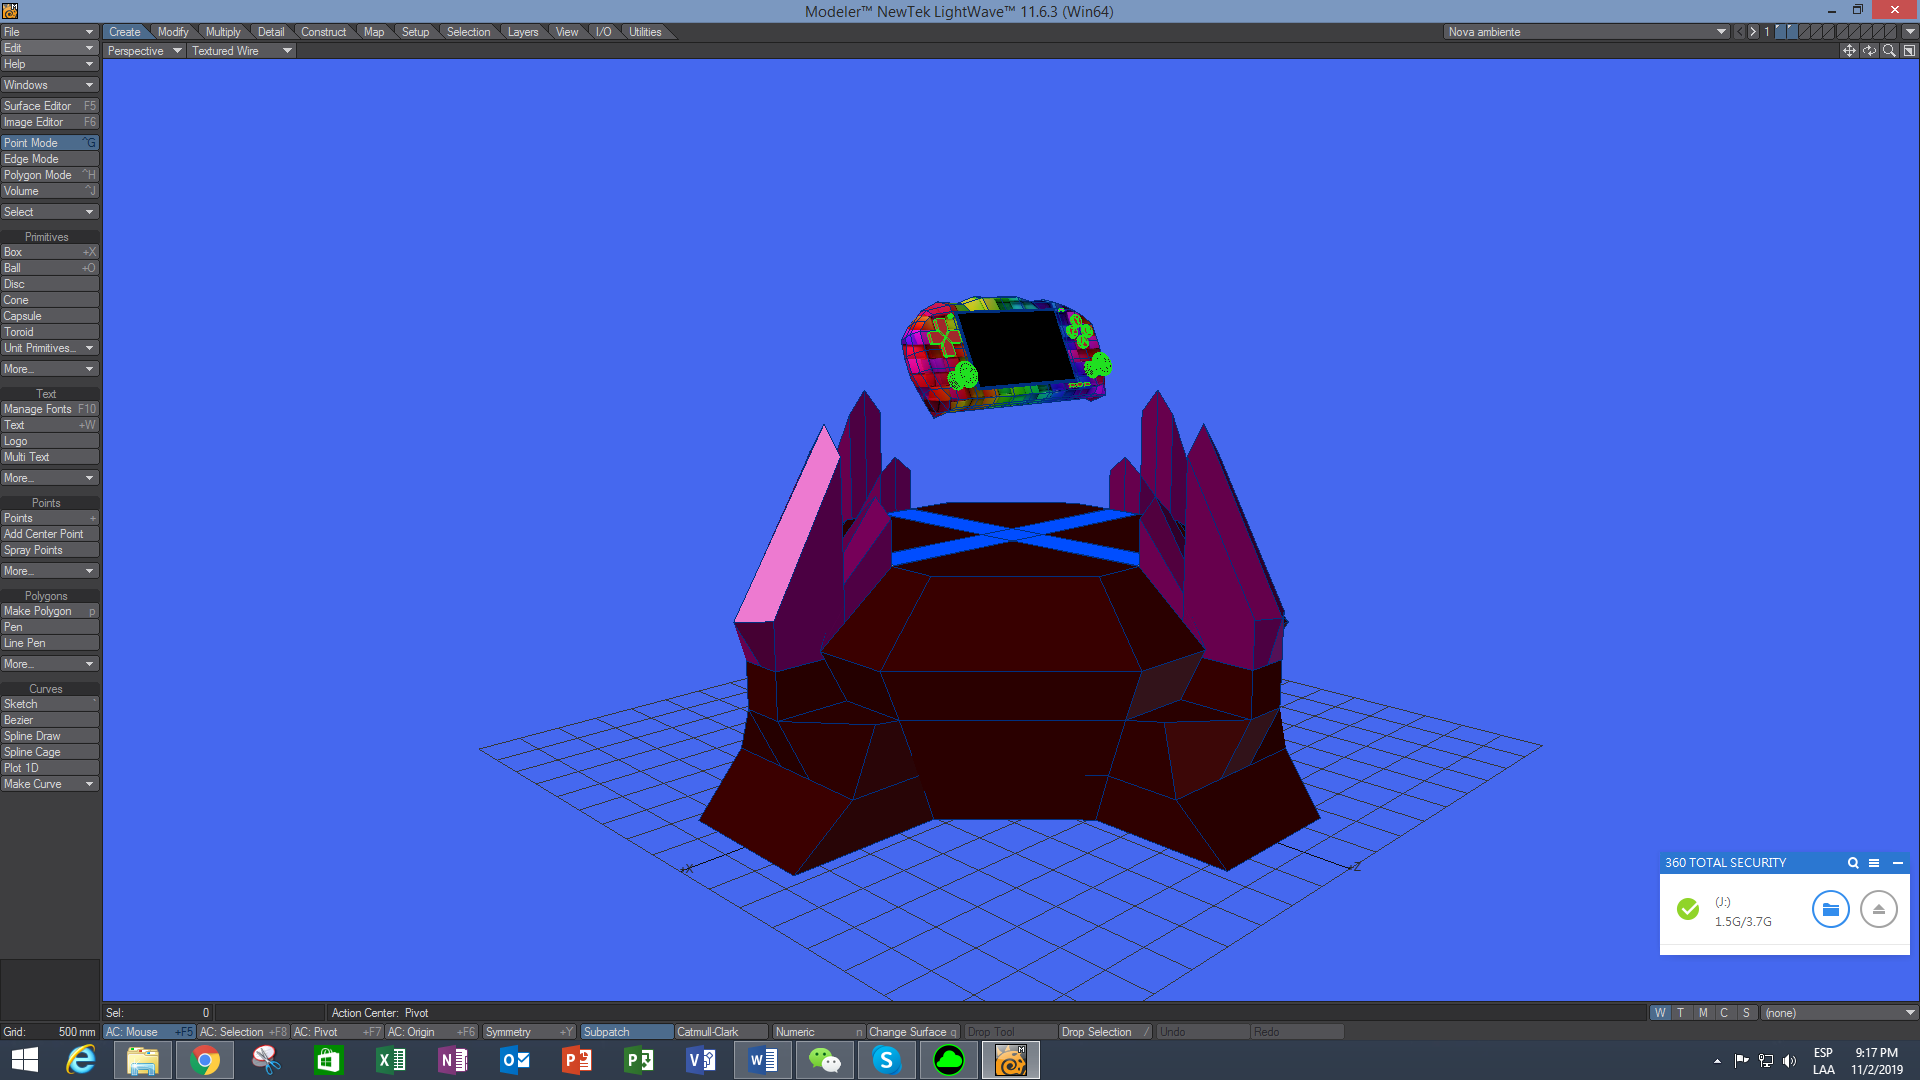 Modeler™ NewTek LightWave™ 11.6.3 (Win64)
File
Create Modify Multiply Detail Construct Map Setup Selection Layers View I/O Utilities
Nova ambiente
1
Edit
Perspective Textured Wire
Help
Windows
Surface Editor F5
Image Editor F6
Point Mode ^G
Edge Mode
Polygon Mode ^H
Volume ^J
Select
Primitives
Box +X
Ball +O
Disc
Cone
Capsule
Toroid
Unit Primitives...
More...
Text
Manage Fonts F10
Text +W
Logo
Multi Text
More...
Points
Points +
Add Center Point
Spray Points
More...
Polygons
Make Polygon p
Pen
Line Pen
More...
Curves
Sketch `
Bezier
Spline Draw
Spline Cage
Plot 1D
Make Curve
+X
+Z
360 TOTAL SECURITY
(J:)
1.5G/3.7G
Sel: 0
Action Center: Pivot
W T M C S (none)
Grid: 500 mm
AC: Mouse +F5 AC: Selection +F8 AC: Pivot +F7 AC: Origin +F6 Symmetry +Y Subpatch Catmull-Clark Numeric n Change Surface q Drop Tool Drop Selection / Undo Redo
ESP
LAA
9:17 PM
11/2/2019